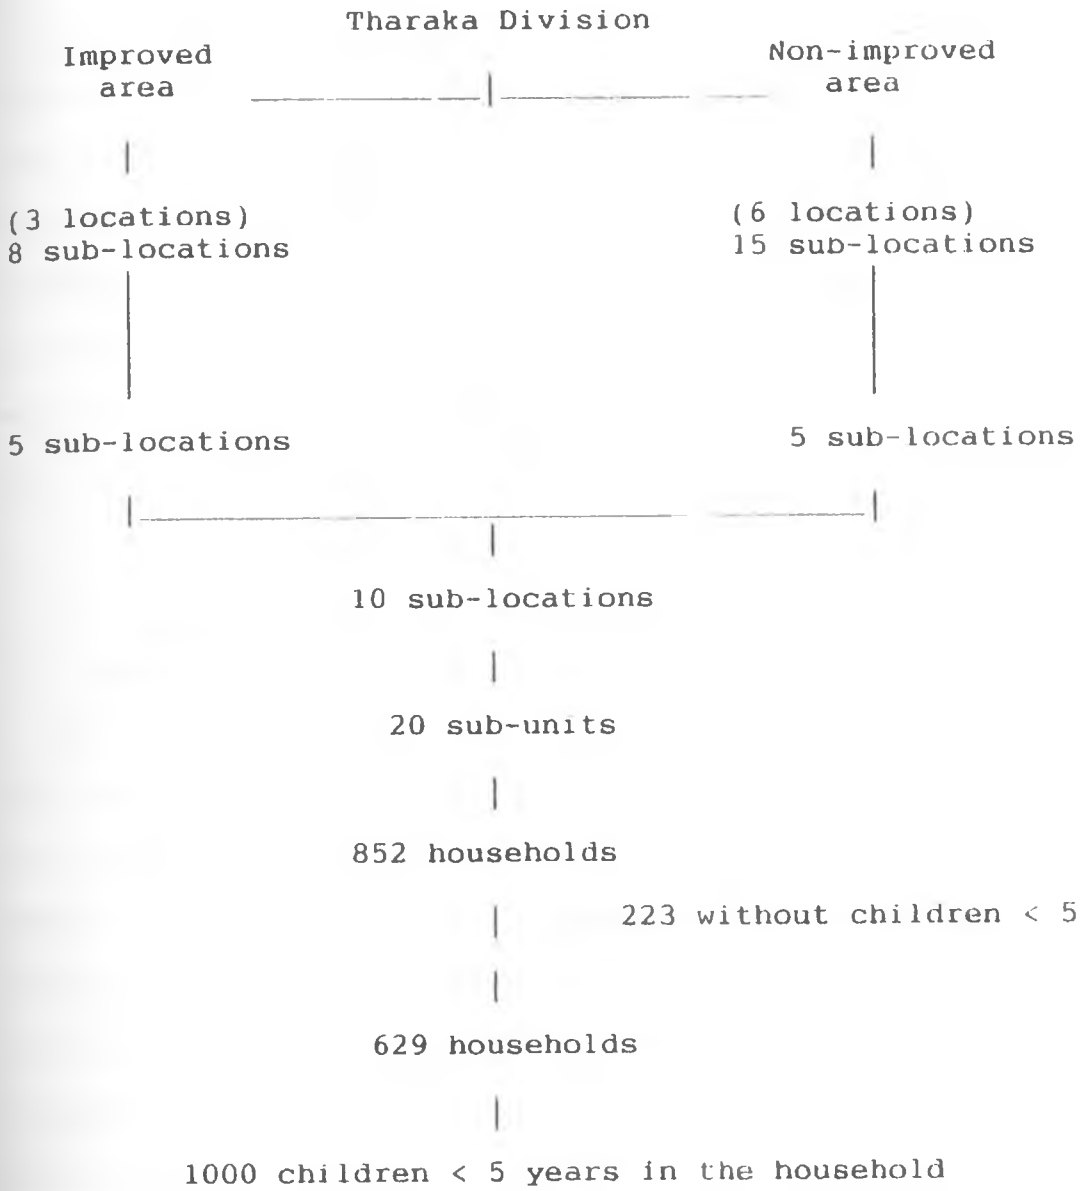 Tharaka Division
Improved
area
Non-improved
area
(3 locations)
8 sub-locations
(6 locations)
15 sub-locations
5 sub-locations
5 sub-locations
10 sub-locations
20 sub-units
852 households
223 without children < 5
629 households
1000 children < 5 years in the household